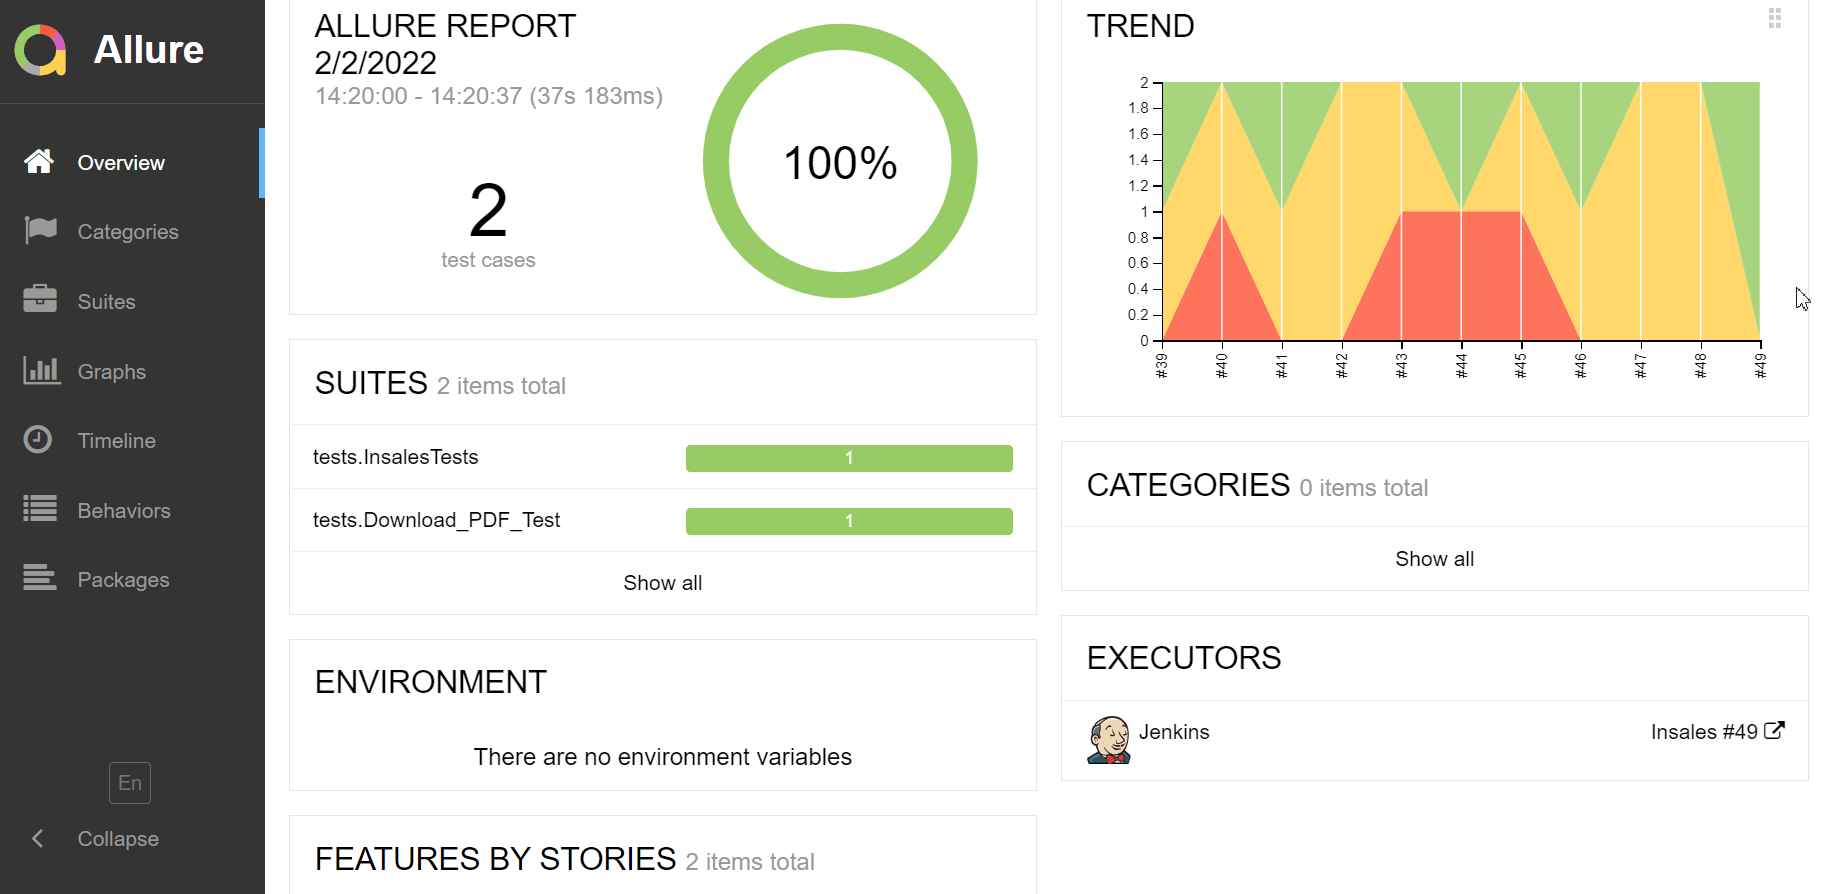 Allure
Overview
Categories
Suites
Graphs
Timeline
Behaviors
Packages
En
Collapse
ALLURE REPORT
2/2/2022
14:20:00 - 14:20:37 (37s 183ms)
2
test cases
100%
SUITES 2 items total
tests.InsalesTests 1
tests.Download_PDF_Test 1
Show all
ENVIRONMENT
There are no environment variables
FEATURES BY STORIES 2 items total
TREND
2
1.8
1.6
1.4
1.2
1
0.8
0.6
0.4
0.2
0
#39 #40 #41 #42 #43 #44 #45 #46 #47 #48 #49
CATEGORIES 0 items total
Show all
EXECUTORS
Jenkins Insales #49